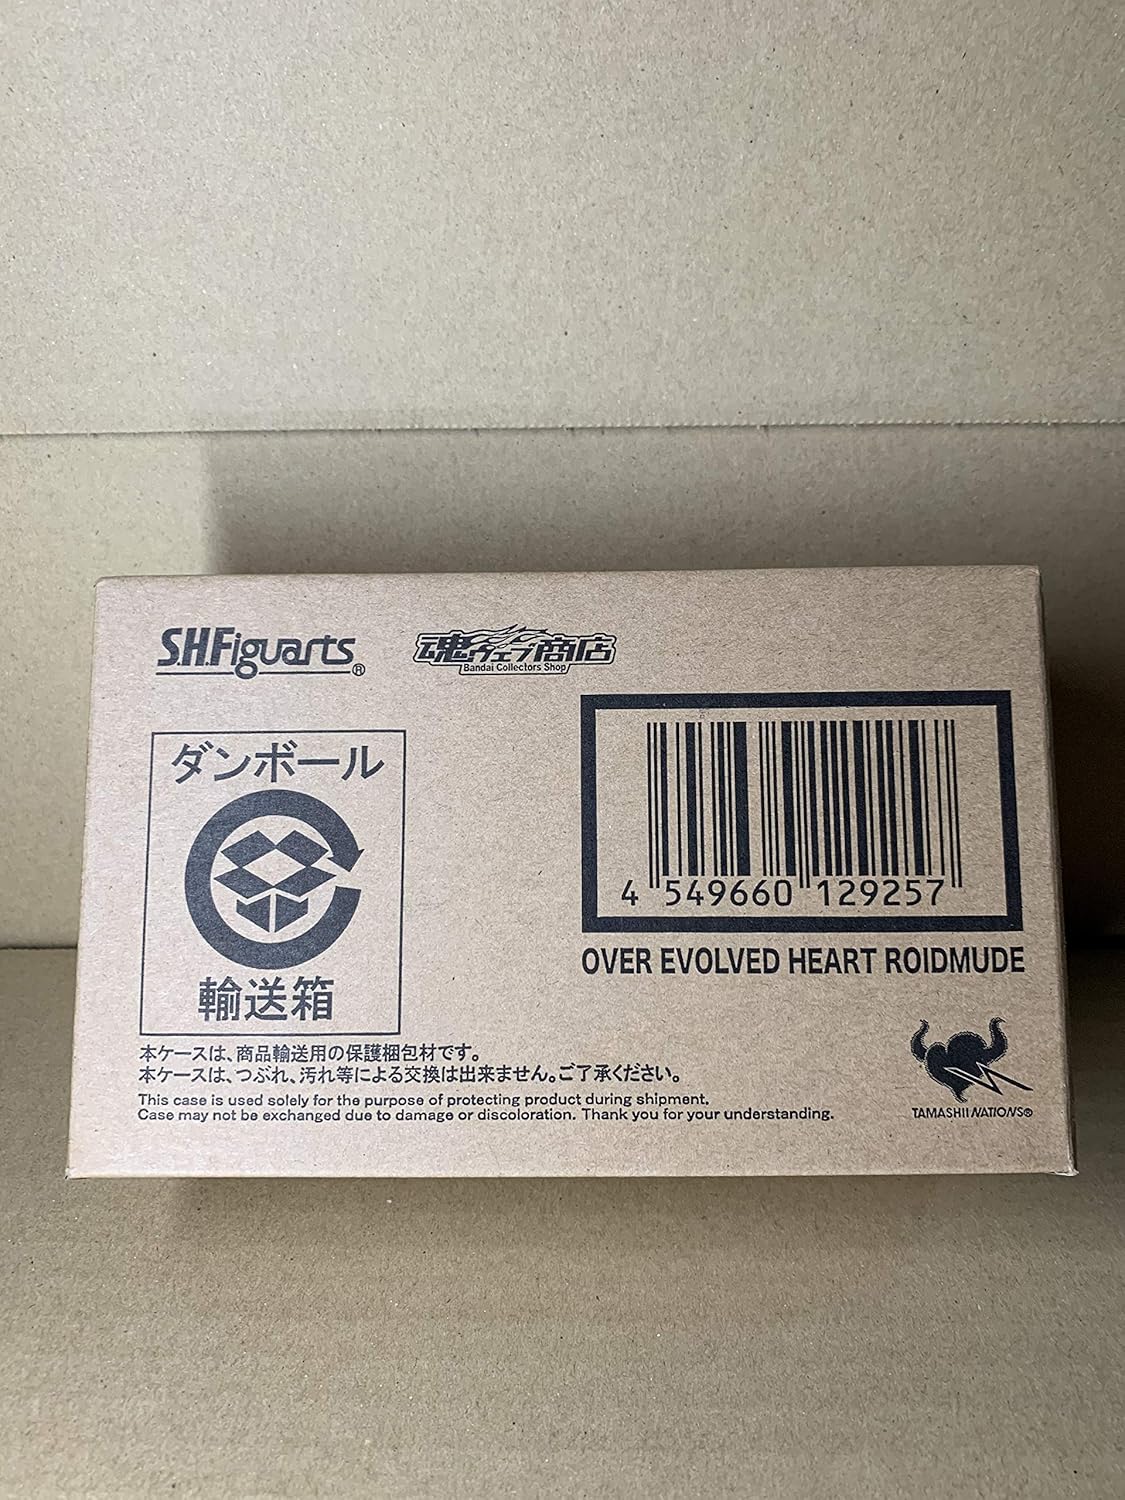 S.H.Figuarts®
魂ウェブ商店
Bandai Collectors Shop
ダンボール
輸送箱
4 549660 129257
OVER EVOLVED HEART ROIDMUDE
本ケースは、商品輸送用の保護梱包材です。
本ケースは、つぶれ、汚れ等による交換は出来ません。ご了承ください。
This case is used solely for the purpose of protecting product during shipment.
Case may not be exchanged due to damage or discoloration. Thank you for your understanding.
TAMASHII NATIONS®